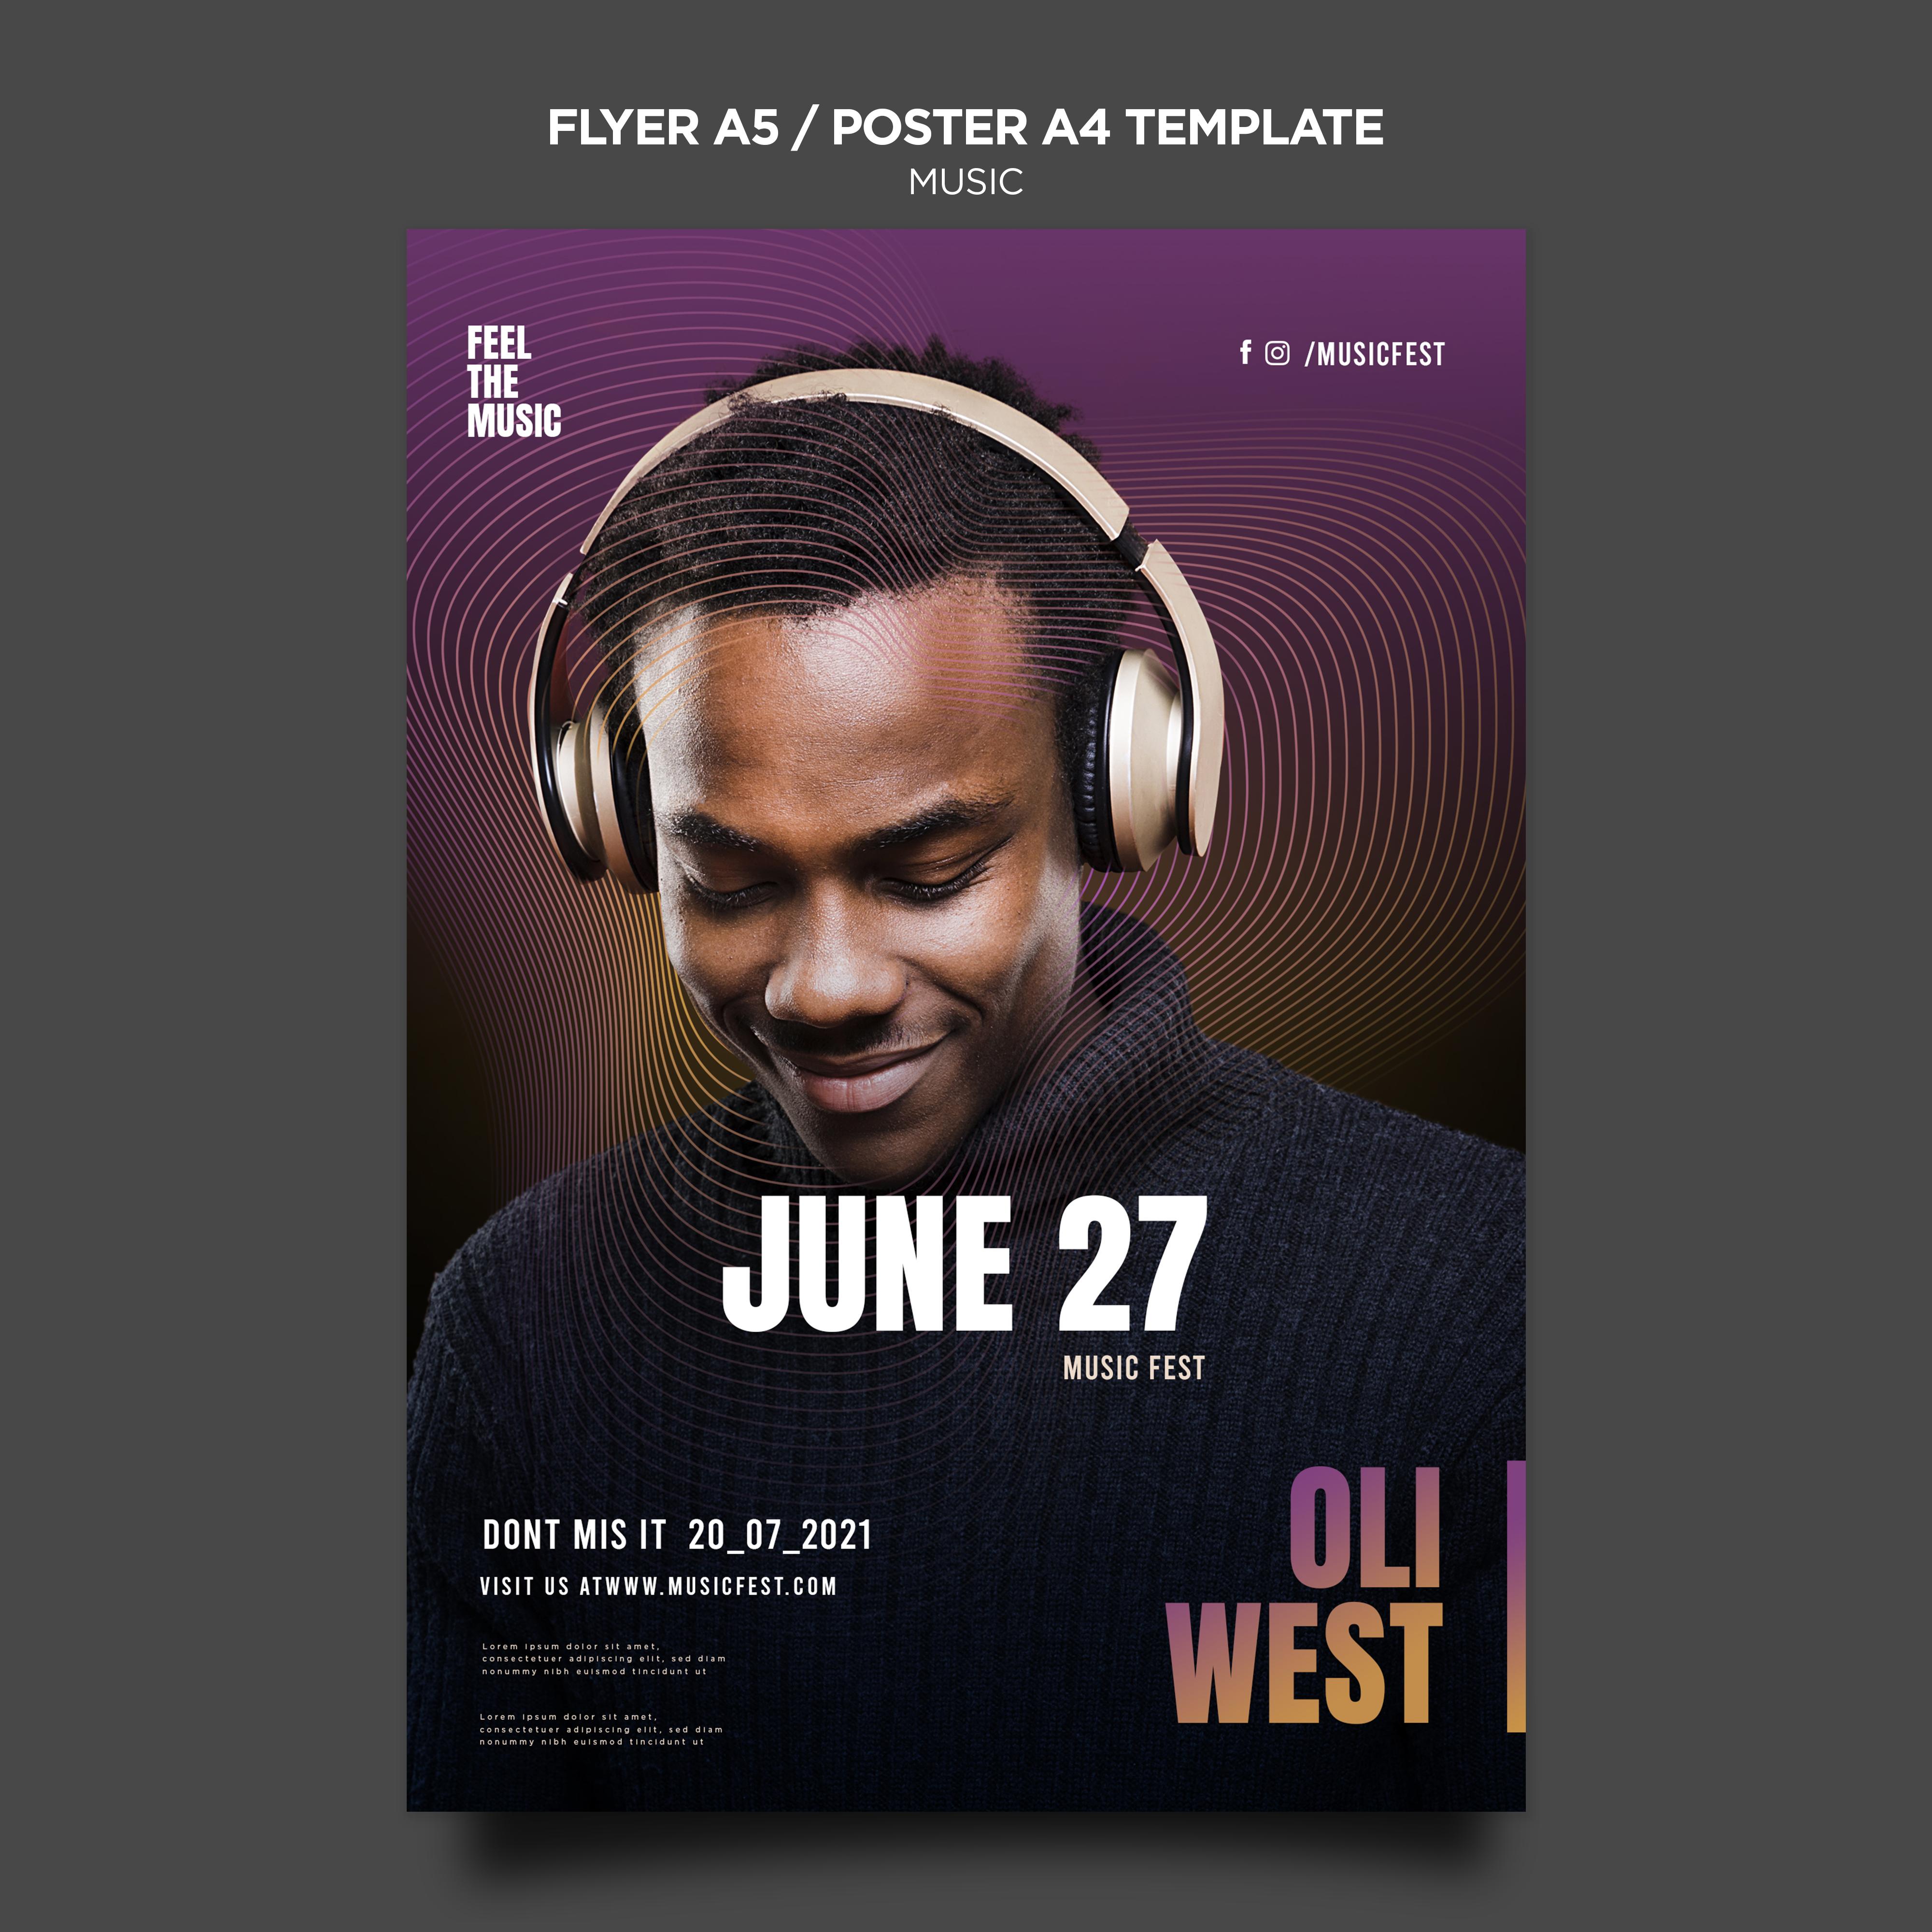 FLYER A5 / POSTER A4 TEMPLATE
MUSIC
FEEL
THE
MUSIC
f /MUSICFEST
JUNE 27
MUSIC FEST
OLI
WEST
DONT MIS IT 20_07_2021
VISIT US ATWWW.MUSICFEST.COM
Lorem ipsum dolor sit amet,
consectetuer adipiscing elit, sed diam
nonummy nibh euismod tincidunt ut
Lorem ipsum dolor sit amet,
consectetuer adipiscing elit, sed diam
nonummy nibh euismod tincidunt ut